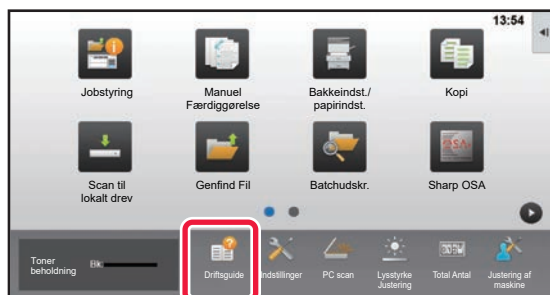 13:54
Jobstyring
Manuel
Færdiggørelse
Bakkeindst./
papirindst.
Kopi
Scan til
lokalt drev
Genfind Fil
Batchudskr.
Sharp OSA
Toner
beholdning
Bk
Driftsguide
Indstillinger
PC scan
Lysstyrke
Justering
Total Antal
Justering af
maskine